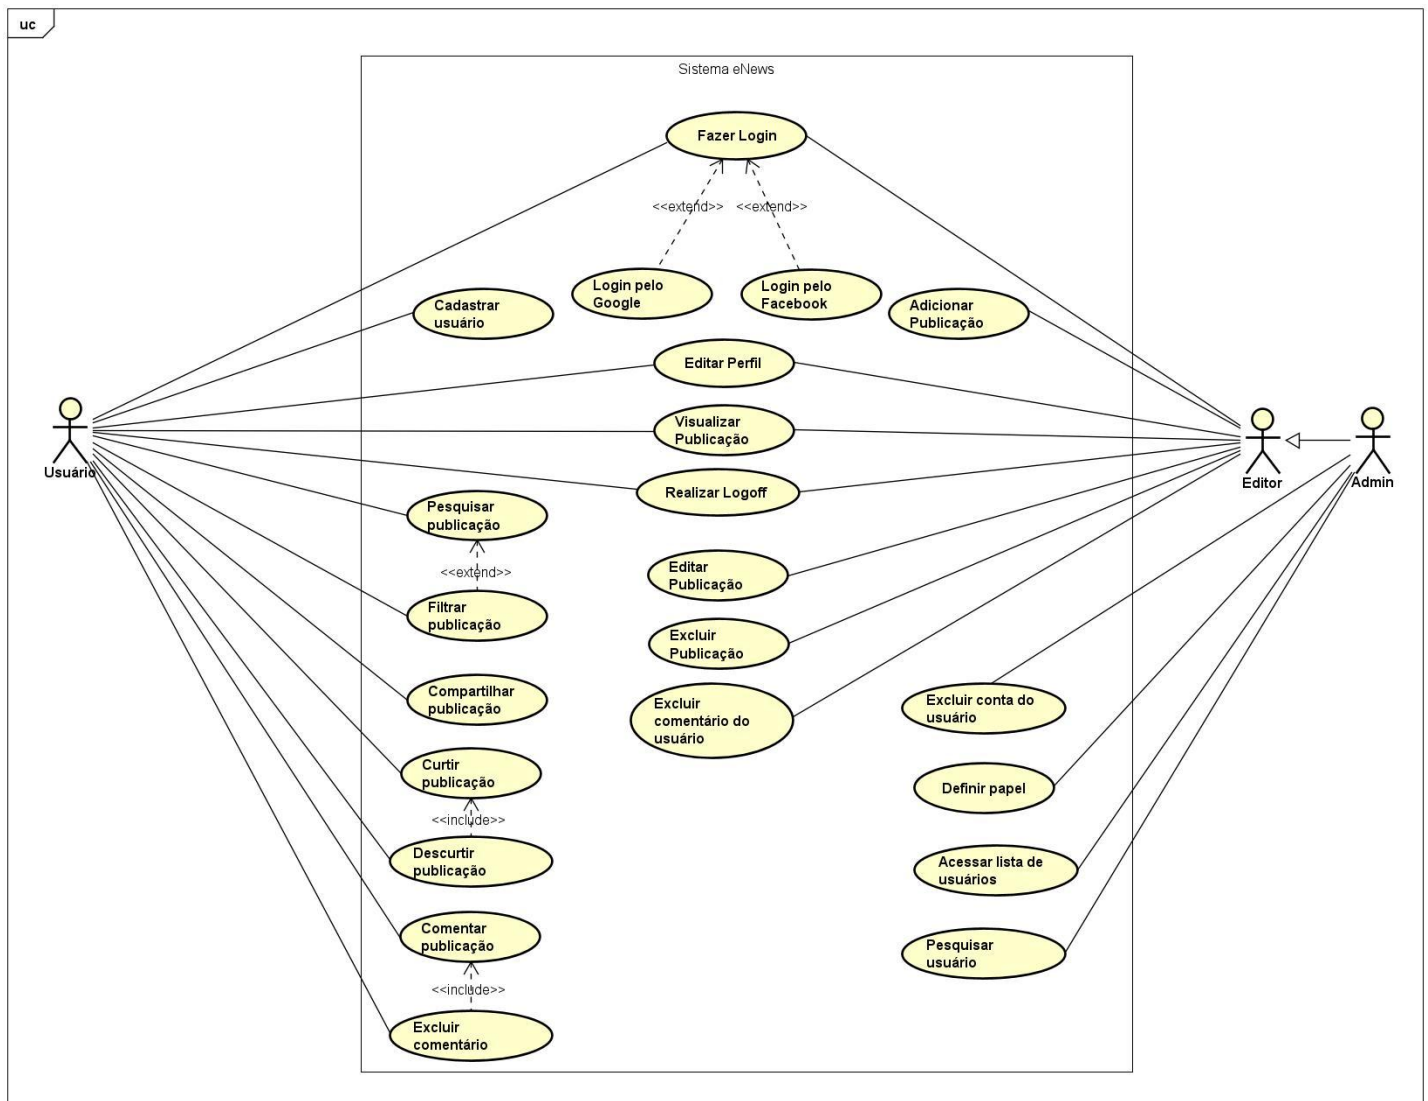 uc
Sistema eNews
Fazer Login
<<extend>>
<<extend>>
Login pelo
Google
Login pelo
Facebook
Cadastrar
usuário
Adicionar
Publicação
Editar Perfil
Visualizar
Publicação
Usuário
Editor
Admin
Realizar Logoff
Pesquisar
publicação
<<extend>>
Editar
Publicação
Filtrar
publicação
Excluir
Publicação
Compartilhar
publicação
Excluir
comentário do
usuário
Excluir conta do
usuário
Curtir
publicação
Definir papel
<<include>>
Descurtir
publicação
Acessar lista de
usuários
Comentar
publicação
Pesquisar
usuário
<<include>>
Excluir
comentário